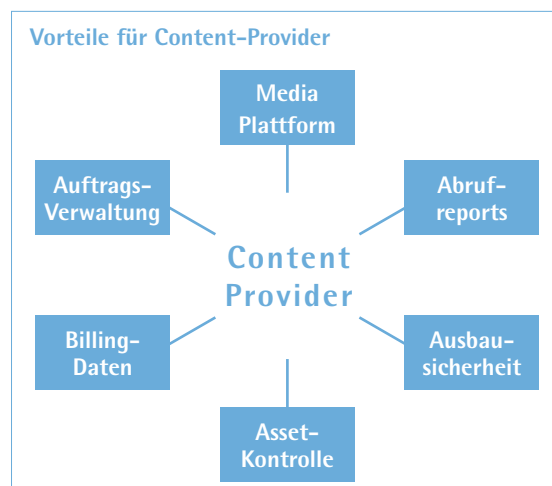 Vorteile für Content-Provider
Media
Plattform
Auftrags-
Verwaltung
Abruf-
reports
Content
Provider
Billing-
Daten
Ausbau-
sicherheit
Asset-
Kontrolle